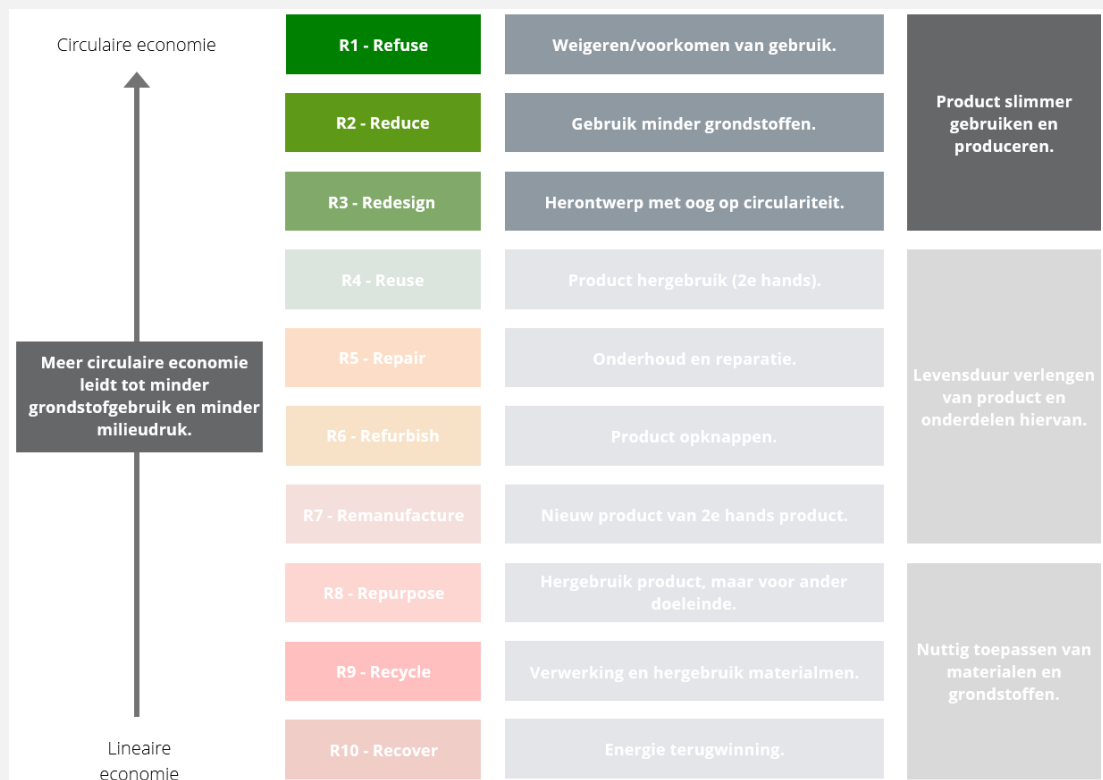 Circulaire economie
R1 - Refuse
Weigeren/voorkomen van gebruik.
Product slimmer
gebruiken en
produceren.
R2 - Reduce
Gebruik minder grondstoffen.
R3 - Redesign
Herontwerp met oog op circulariteit.
R4 - Reuse
Product hergebruik (2e hands).
Levensduur verlengen
van product en
onderdelen hiervan.
R5 - Repair
Onderhoud en reparatie.
Meer circulaire economie
leidt tot minder
grondstofgebruik en minder
milieudruk.
R6 - Refurbish
Product opknappen.
R7 - Remanufacture
Nieuw product van 2e hands product.
R8 - Repurpose
Hergebruik product, maar voor ander
doeleinde.
Nuttig toepassen van
materialen en
grondstoffen.
R9 - Recycle
Verwerking en hergebruik materialmen.
R10 - Recover
Energie terugwinning.
Lineaire
economie